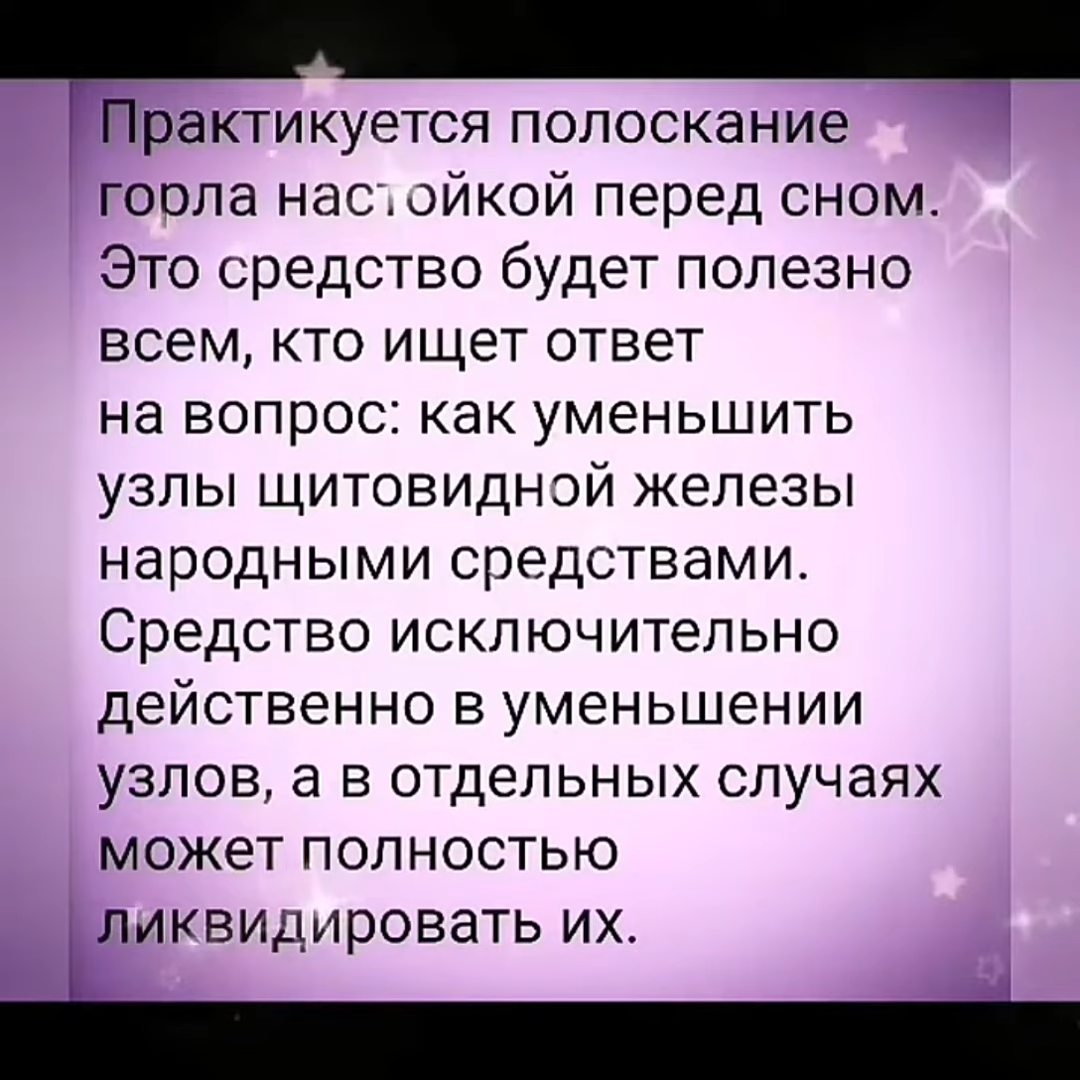 Практикуется полоскание
горла настойкой перед сном.
Это средство будет полезно
всем, кто ищет ответ
на вопрос: как уменьшить
узлы щитовидной железы
народными средствами.
Средство исключительно
действенно в уменьшении
узлов, а в отдельных случаях
может полностью
ликвидировать их.